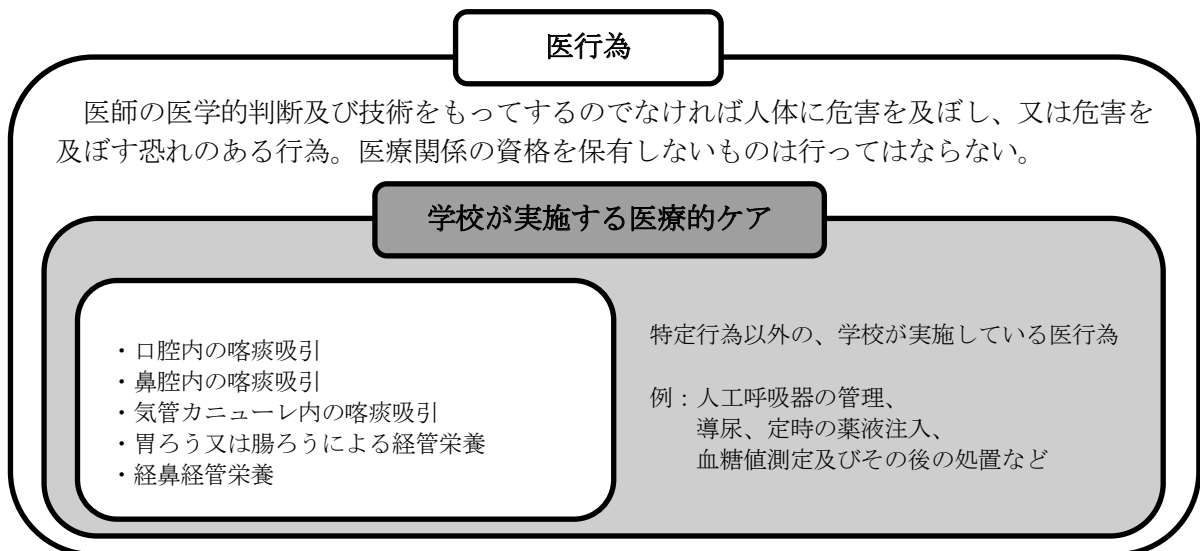 医行為
医師の医学的判断及び技術をもってするのでなければ人体に危害を及ぼし、又は危害を
及ぼす恐れのある行為。医療関係の資格を保有しないものは行ってはならない。
学校が実施する医療的ケア
・口腔内の喀痰吸引
・鼻腔内の喀痰吸引
・気管カニューレ内の喀痰吸引
・胃ろう又は腸ろうによる経管栄養
・経鼻経管栄養
特定行為以外の、学校が実施している医行為
例：人工呼吸器の管理、
導尿、定時の薬液注入、
血糖値測定及びその後の処置など